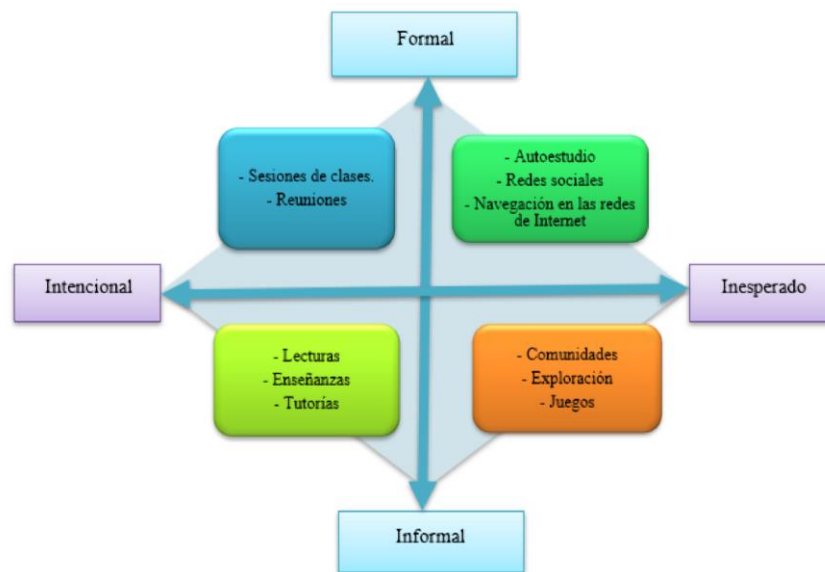 Formal
- Sesiones de clases.
- Reuniones
- Autoestudio
- Redes sociales
- Navegación en las redes
de Internet
Intencional
Inesperado
- Lecturas
- Enseñanzas
- Tutorías
- Comunidades
- Exploración
- Juegos
Informal